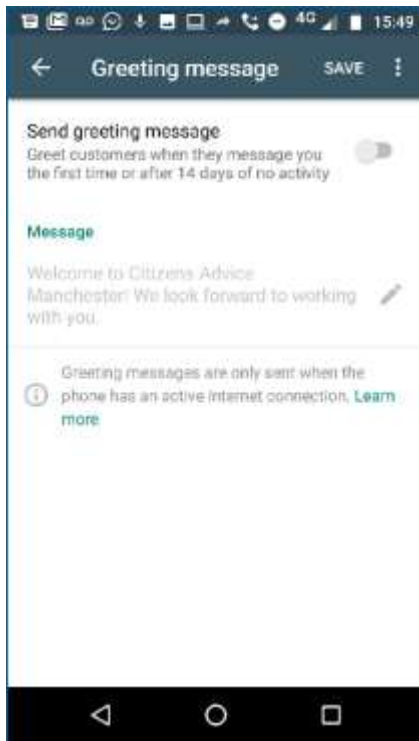 4G 15:49
Greeting message SAVE
Send greeting message
Greet customers when they message you
the first time or after 14 days of no activity
Message
Welcome to Citizens Advice
Manchester! We look forward to working
with you.
Greeting messages are only sent when the
phone has an active internet connection. Learn
more